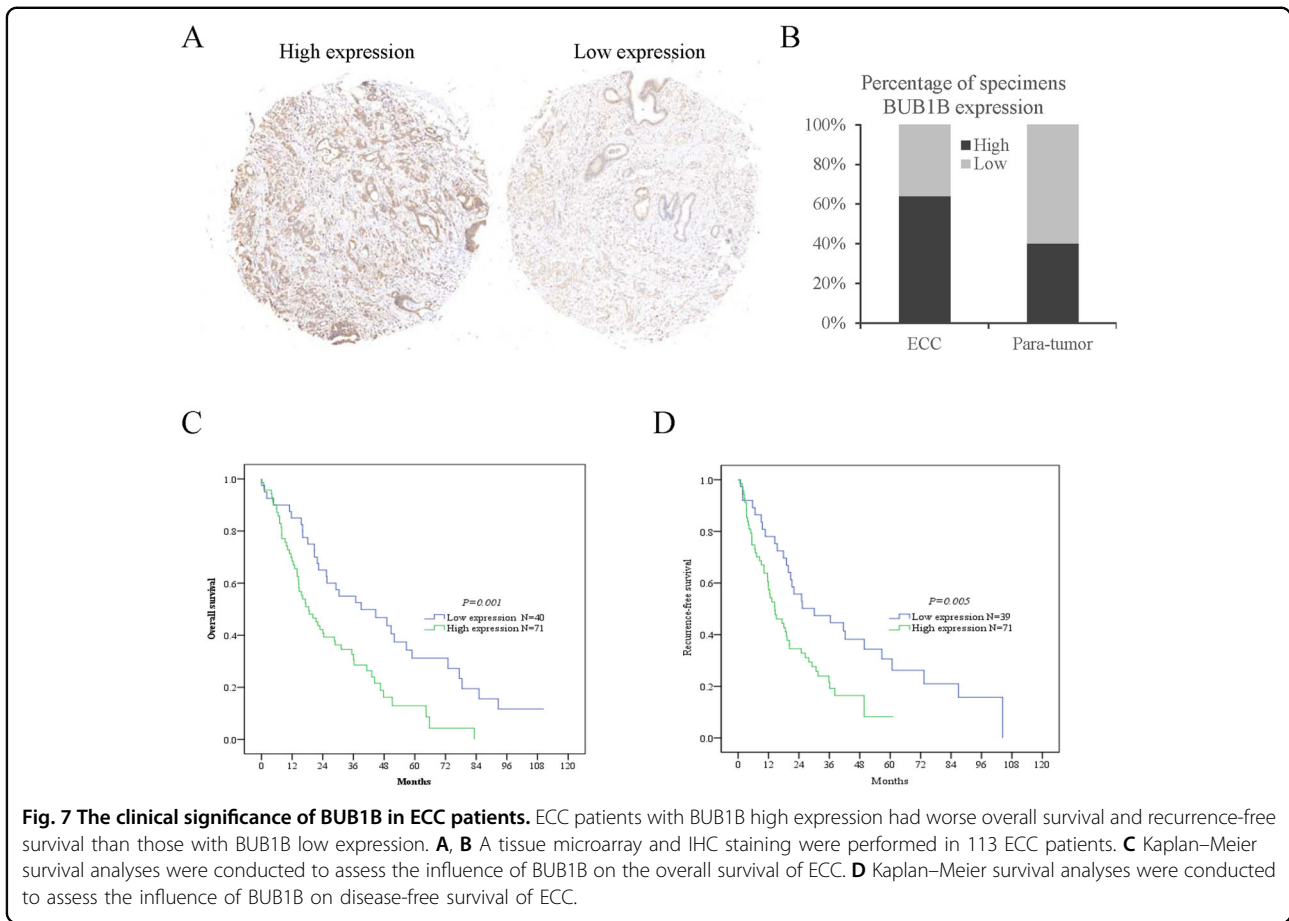 A
High expression
Low expression
B
Percentage of specimens
BUB1B expression
100%
80%
60%
40%
20%
0%
High
Low
ECC
Para-tumor
C
1.0
0.8
0.6
0.4
0.2
0.0
Overall survival
P=0.001
Low expression N=40
High expression N=71
0 12 24 36 48 60 72 84 96 108 120
Months
D
1.0
0.8
0.6
0.4
0.2
0.0
Recurrence-free survival
P=0.005
Low expression N=39
High expression N=71
0 12 24 36 48 60 72 84 96 108 120
Months
Fig. 7 The clinical significance of BUB1B in ECC patients. ECC patients with BUB1B high expression had worse overall survival and recurrence-free
survival than those with BUB1B low expression. A, B A tissue microarray and IHC staining were performed in 113 ECC patients. C Kaplan–Meier
survival analyses were conducted to assess the influence of BUB1B on the overall survival of ECC. D Kaplan–Meier survival analyses were conducted
to assess the influence of BUB1B on disease-free survival of ECC.